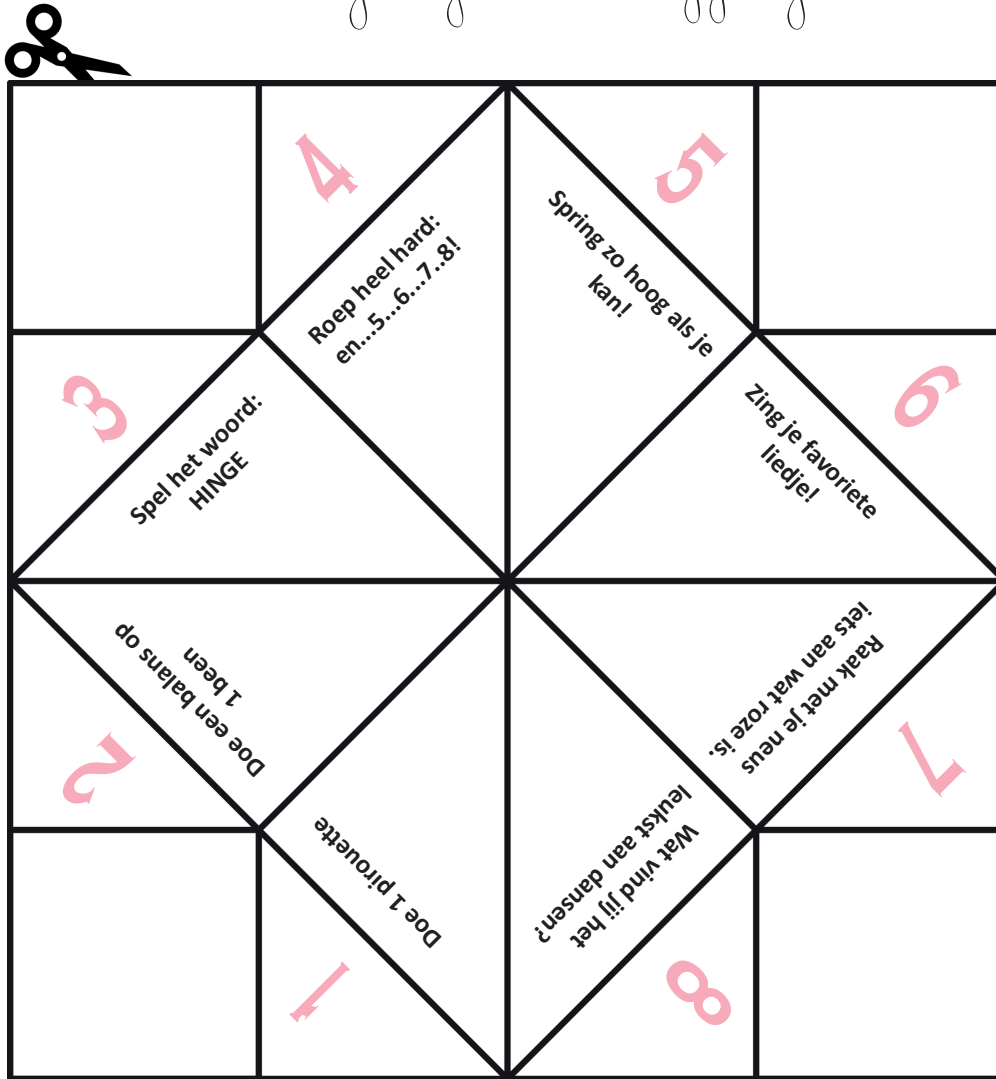 4
5
Roep heel hard:
en...5...6...7..8!
Spring zo hoog als je
kan!
3
6
Spel het woord:
HINGE
Zing je favoriete
liedje!
2
7
Doe een balans op
1 been
Raak met je neus
iets aan wat roze is.
1
8
Doe 1 pirouette
Wat vind jij het
leukst aan dansen?